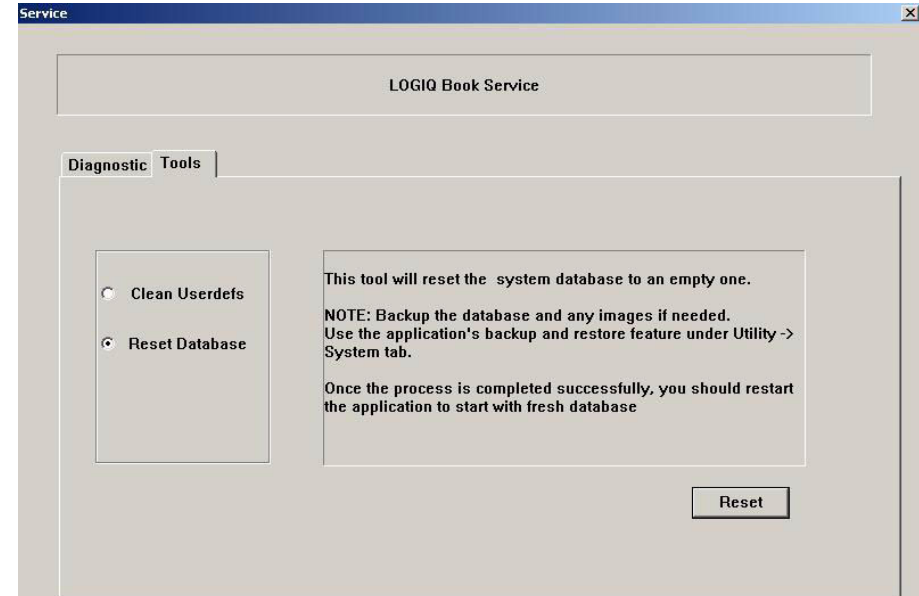 Service
LOGIQ Book Service
Diagnostic
Tools
Clean Userdefs
Reset Database
This tool will reset the system database to an empty one.
NOTE: Backup the database and any images if needed.
Use the application's backup and restore feature under Utility ->
System tab.
Once the process is completed successfully, you should restart
the application to start with fresh database
Reset